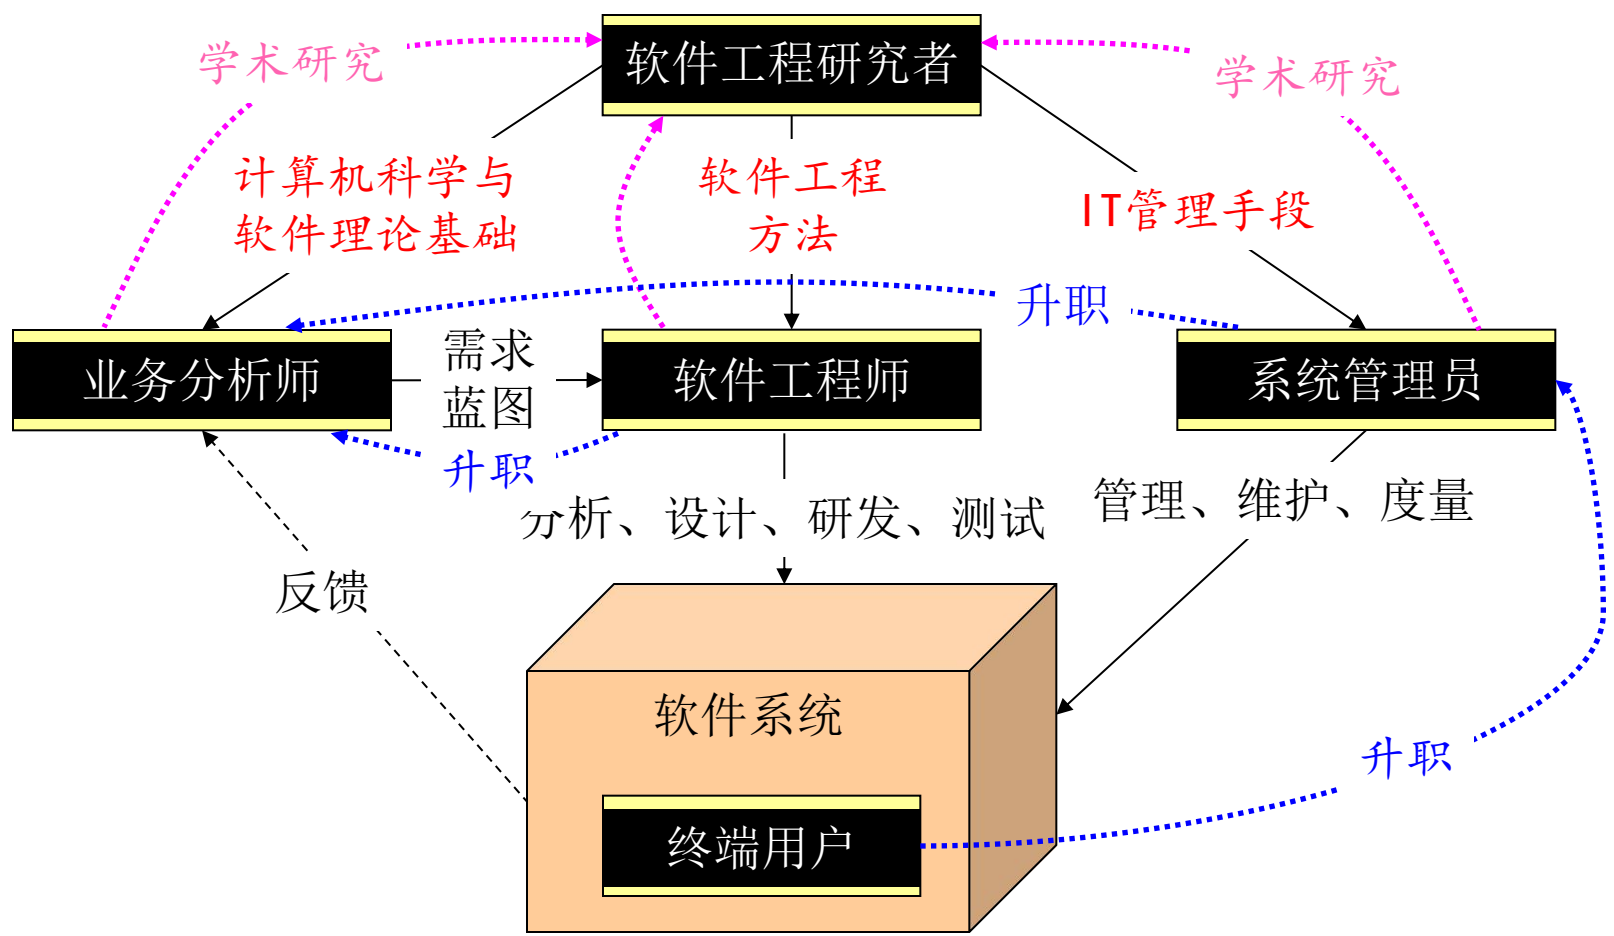 学术研究
软件工程研究者
学术研究
计算机科学与
软件理论基础
软件工程
方法
IT管理手段
升职
业务分析师
需求
蓝图
软件工程师
系统管理员
升职
分析、设计、研发、测试
管理、维护、度量
反馈
软件系统
升职
终端用户